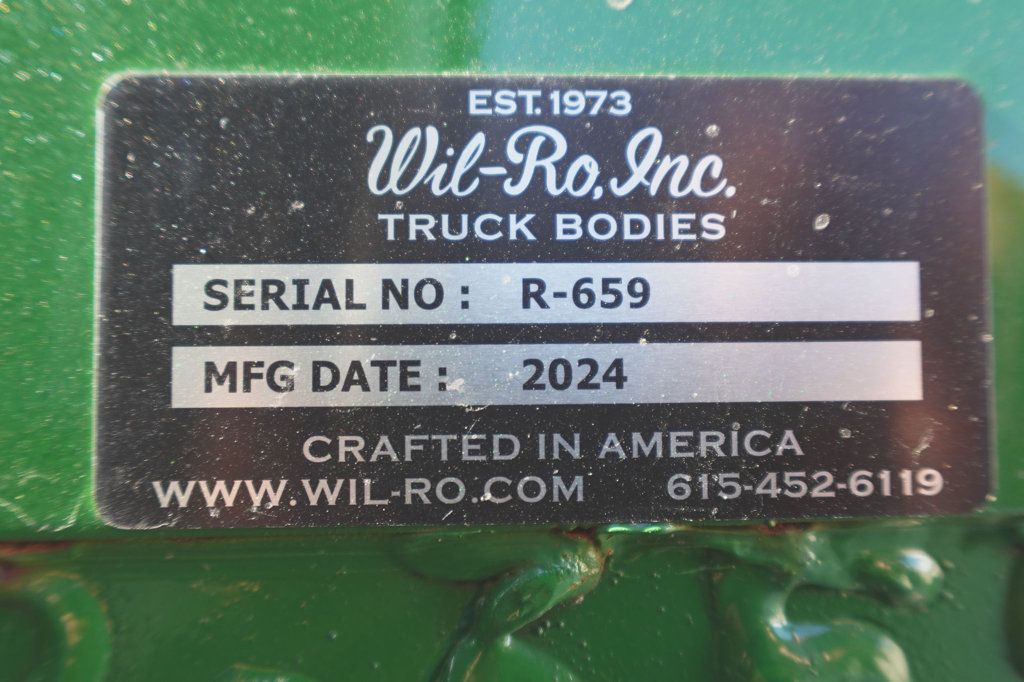 EST. 1973
Wil-Ro, Inc.
TRUCK BODIES
SERIAL NO : R-659
MFG DATE : 2024
CRAFTED IN AMERICA
WWW.WIL-RO.COM 615-452-6119